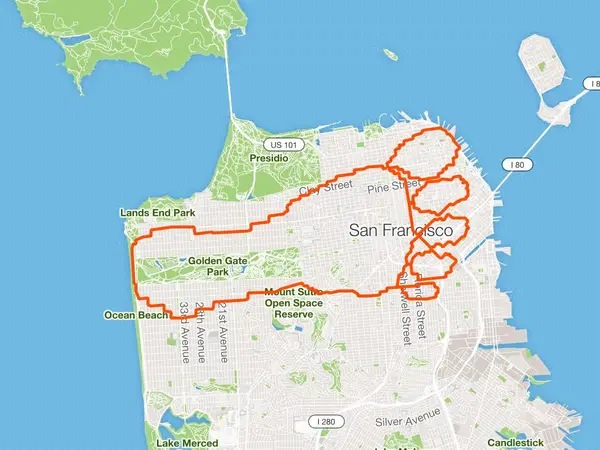 I 8
US 101
Presidio
I 80
Clay Street
Pine Street
Lands End Park
San Francisco
Golden Gate
Park
Mount Sutro
Open Space
Reserve
Ocean Beach
33rd Avenue
28th Avenue
21st Avenue
Shotwell Street
Florida Street
I 280
Silver Avenue
Lake Merced
Candlestick